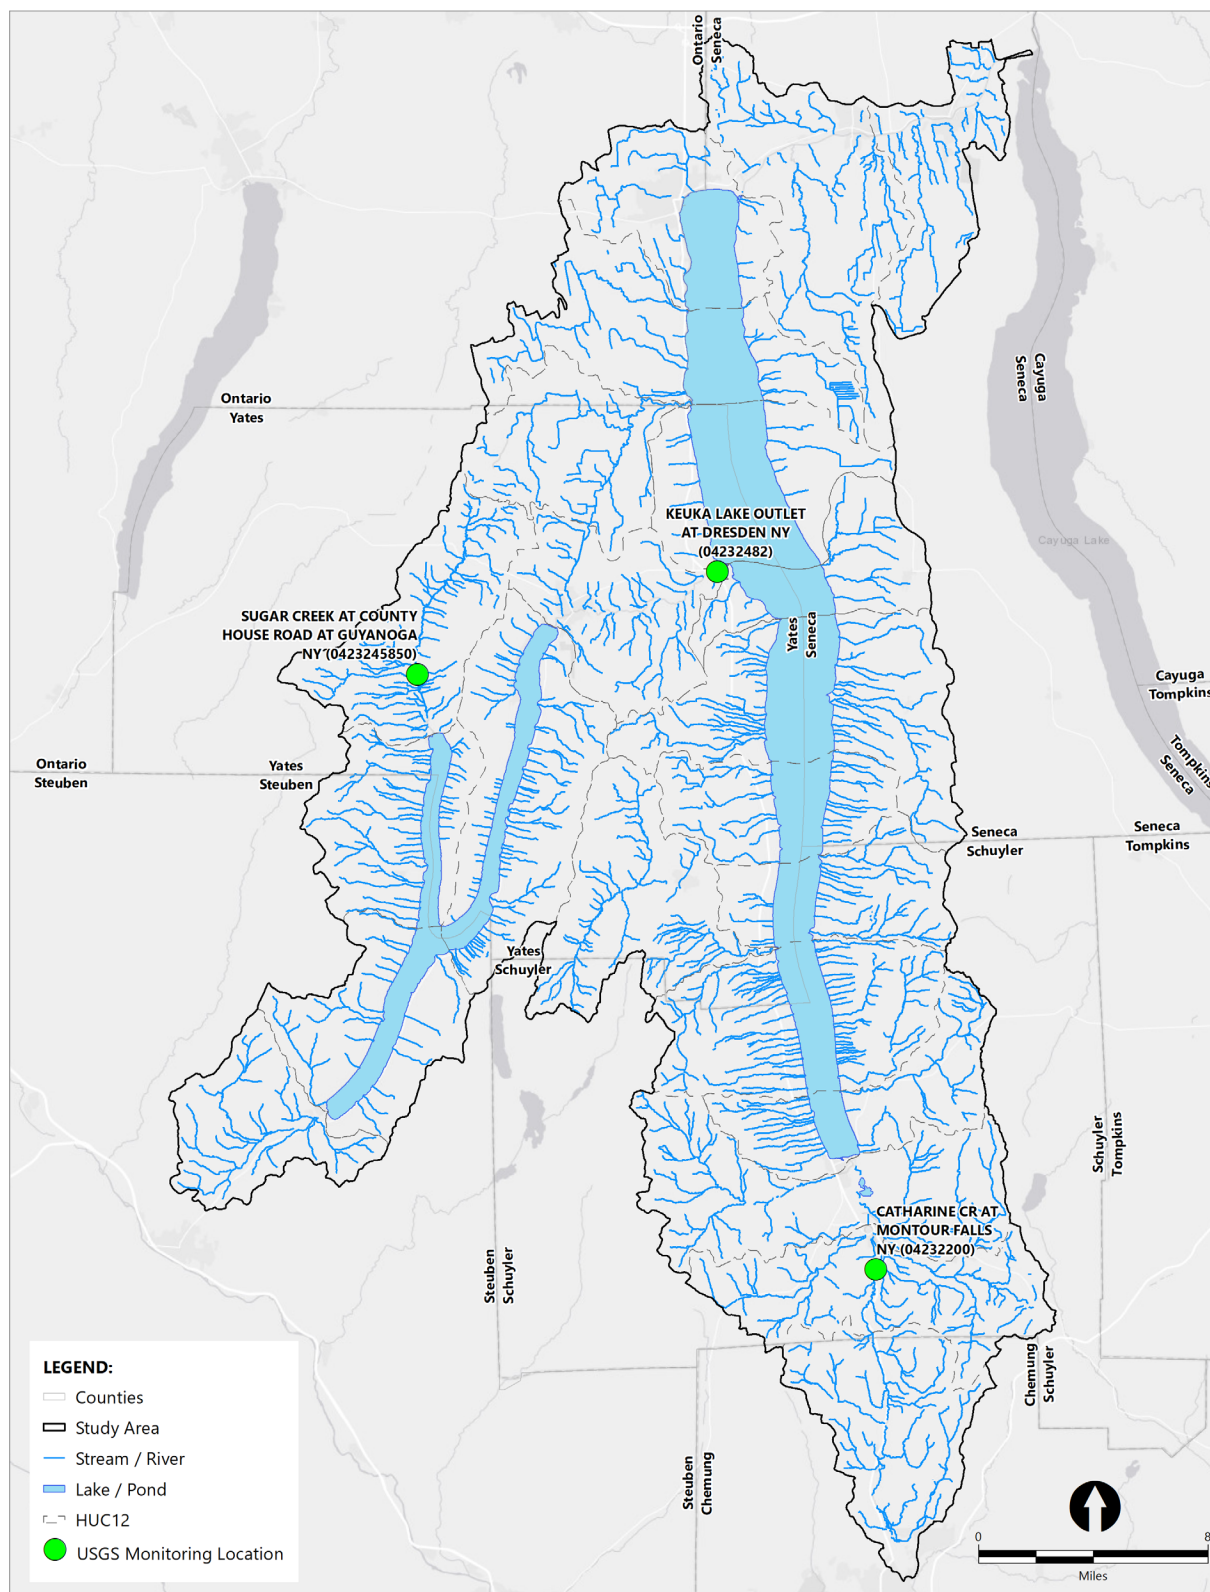 Ontario
Seneca
Cayuga
Seneca
Ontario
Yates
KEUKA LAKE OUTLET
AT DRESDEN NY
(04232482)
Cayuga Lake
SUGAR CREEK AT COUNTY
HOUSE ROAD AT GUYANOGA
NY (0423245850)
Yates
Seneca
Cayuga
Tompkins
Tompkins
Seneca
Ontario
Steuben
Yates
Steuben
Seneca
Schuyler
Seneca
Tompkins
Yates
Schuyler
Schuyler
Tompkins
CATHARINE CR AT
MONTOUR FALLS
NY (04232200)
Steuben
Schuyler
Chemung
Schuyler
Steuben
Chemung
LEGEND:
Counties
Study Area
Stream / River
Lake / Pond
HUC12
USGS Monitoring Location
0
8
Miles